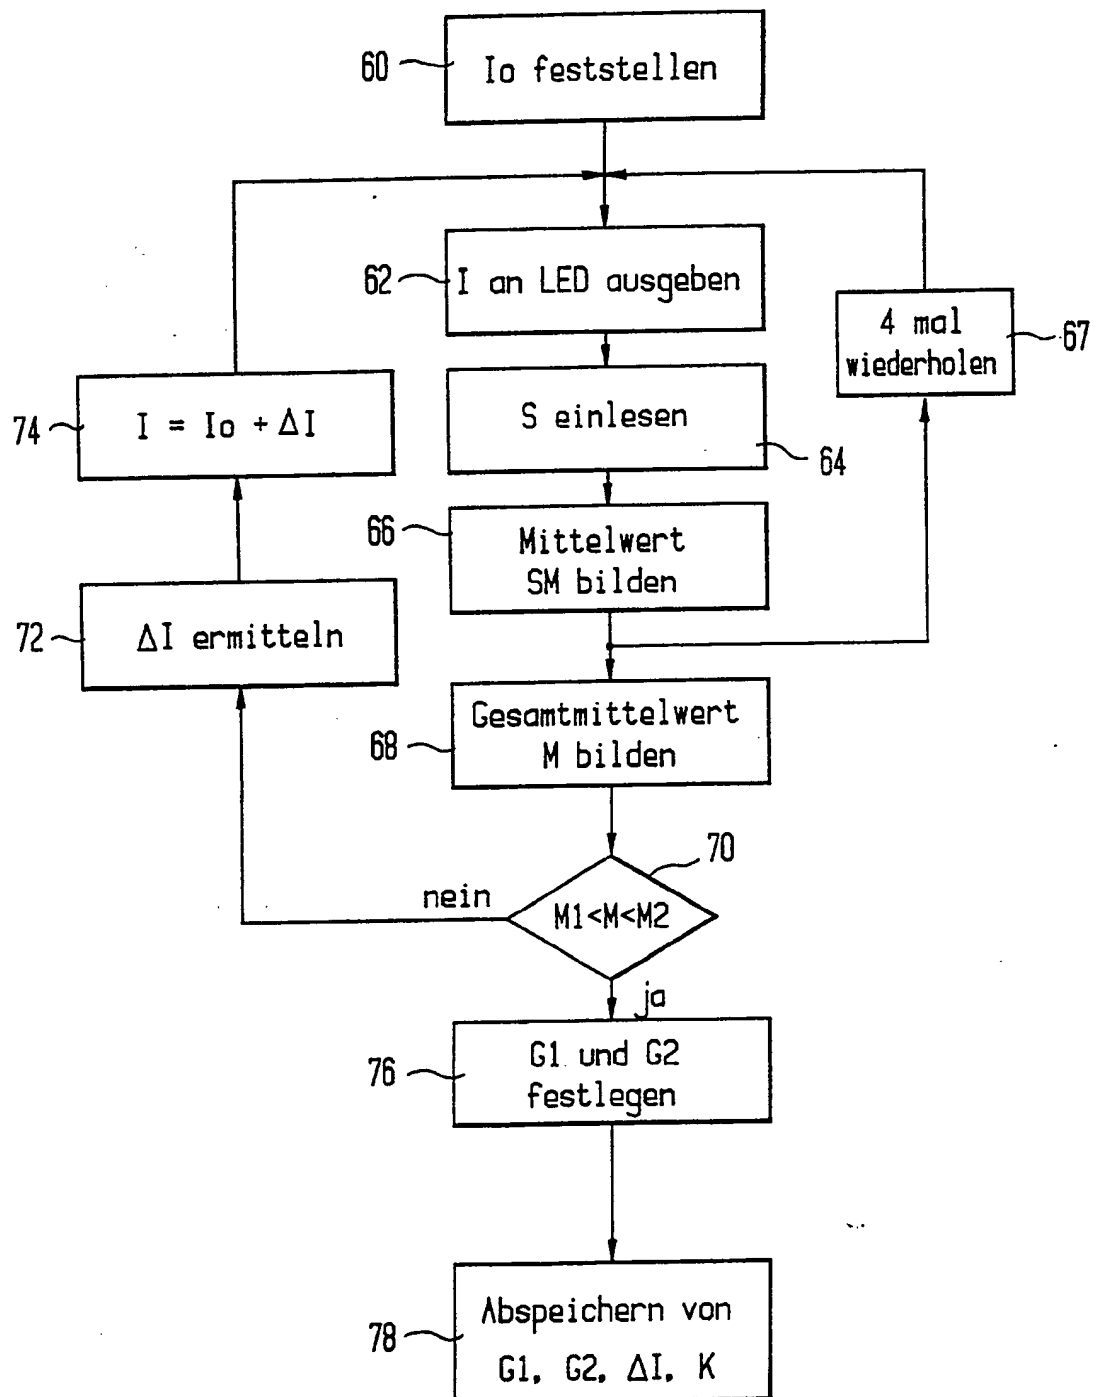 60
Io feststellen
62
I an LED ausgeben
4 mal
wiederholen
67
74
I = Io + ΔI
S einlesen
64
66
Mittelwert
SM bilden
72
ΔI ermitteln
68
Gesamtmittelwert
M bilden
70
nein
M1<M<M2
ja
76
G1 und G2
festlegen
78
Abspeichern von
G1, G2, ΔI, K